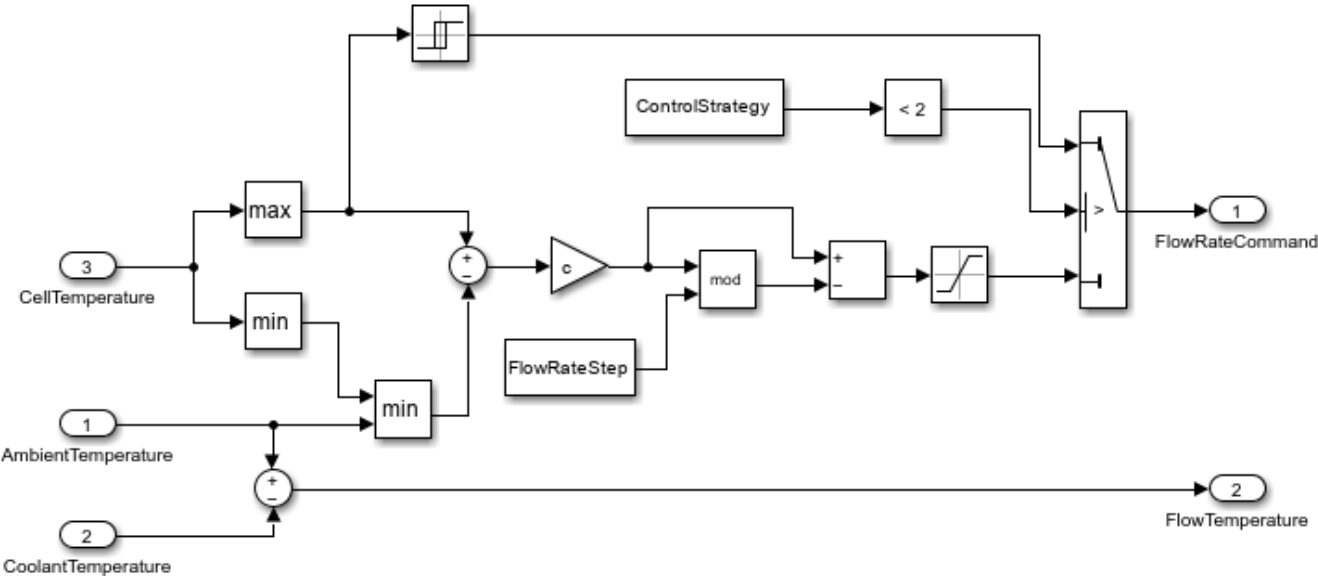 ControlStrategy
< 2
max
+
−
3
CellTemperature
c
mod
+
−
>
1
FlowRateCommand
min
FlowRateStep
min
1
AmbientTemperature
+
−
2
CoolantTemperature
2
FlowTemperature